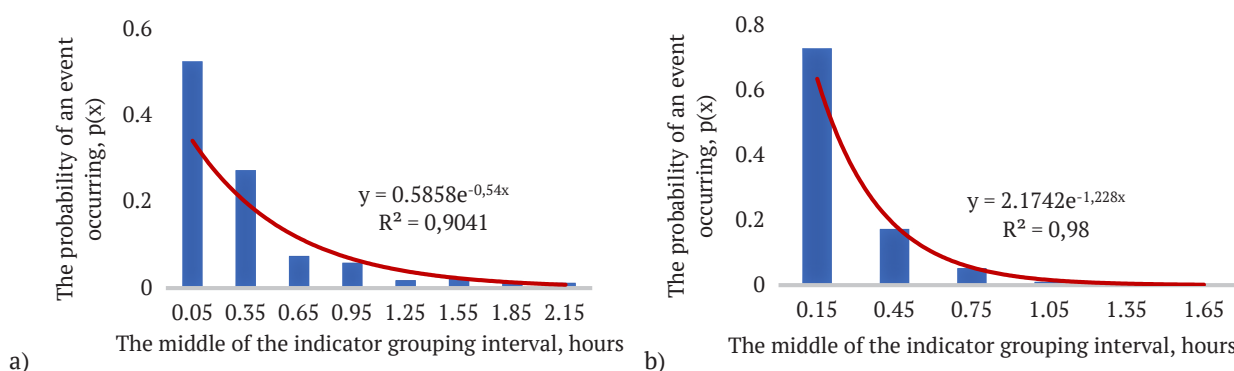 The probability of an event
occurring, p(x)
0.6
0.4
0.2
0
y = 0.5858e^-0,54x
R² = 0,9041
0.05 0.35 0.65 0.95 1.25 1.55 1.85 2.15
The middle of the indicator grouping interval, hours
a)
The probability of an event
occurring, p(x)
0.8
0.6
0.4
0.2
0
y = 2.1742e^-1,228x
R² = 0,98
0.15 0.45 0.75 1.05 1.35 1.65
The middle of the indicator grouping interval, hours
b)